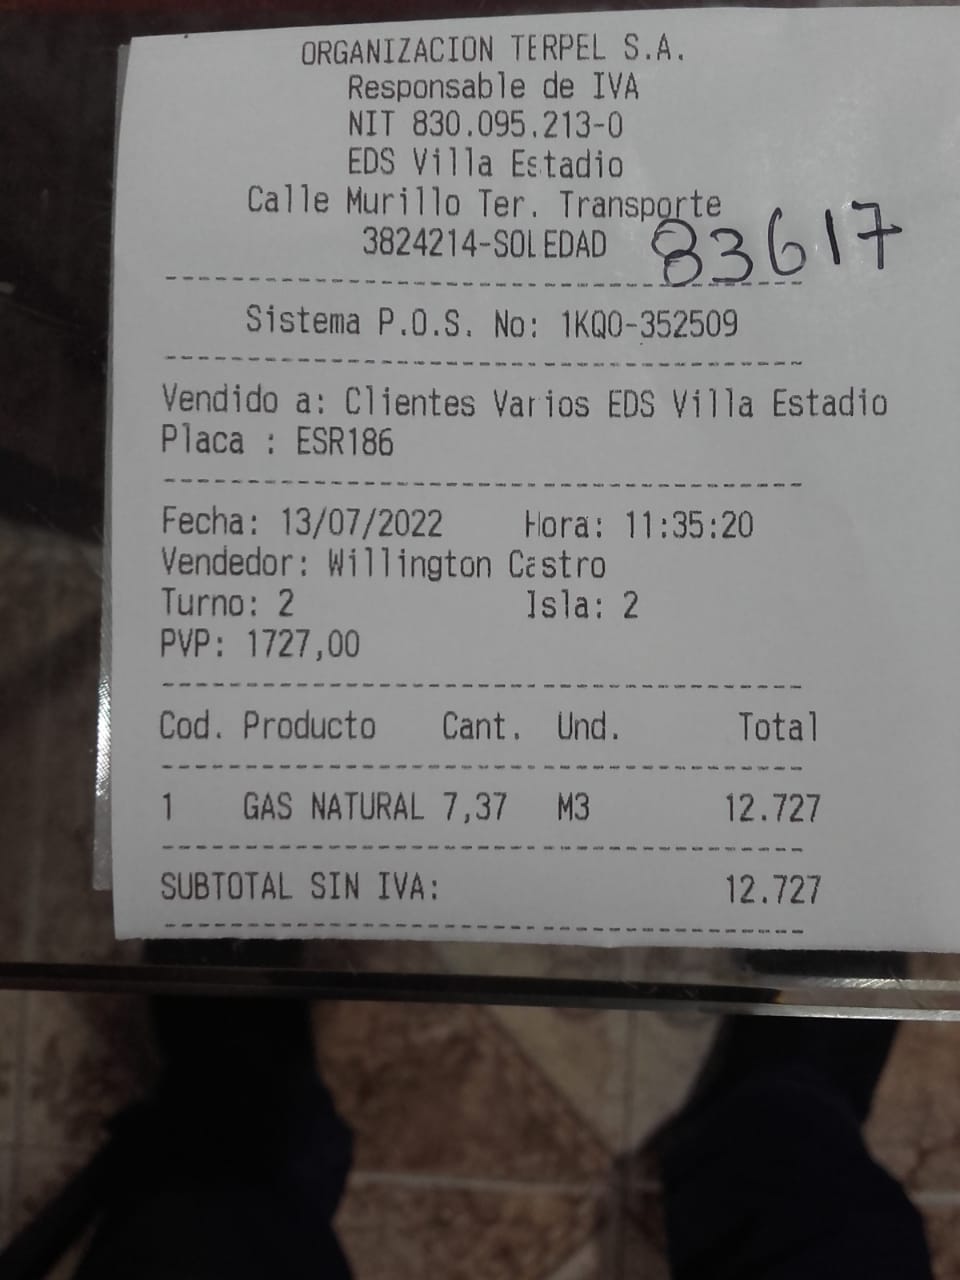 ORGANIZACION TERPEL S.A.
Responsable de IVA
NIT 830.095.213-0
EDS Villa Estadio
Calle Murillo Ter. Transporte
3824214-SOLEDAD 83617
Sistema P.O.S. No: 1KQ0-352509
Vendido a: Clientes Varios EDS Villa Estadio
Placa : ESR186
Fecha: 13/07/2022 Hora: 11:35:20
Vendedor: Willington Castro
Turno: 2 Isla: 2
PVP: 1727,00
Cod. Producto Cant. Und. Total
1 GAS NATURAL 7,37 M3 12.727
SUBTOTAL SIN IVA: 12.727